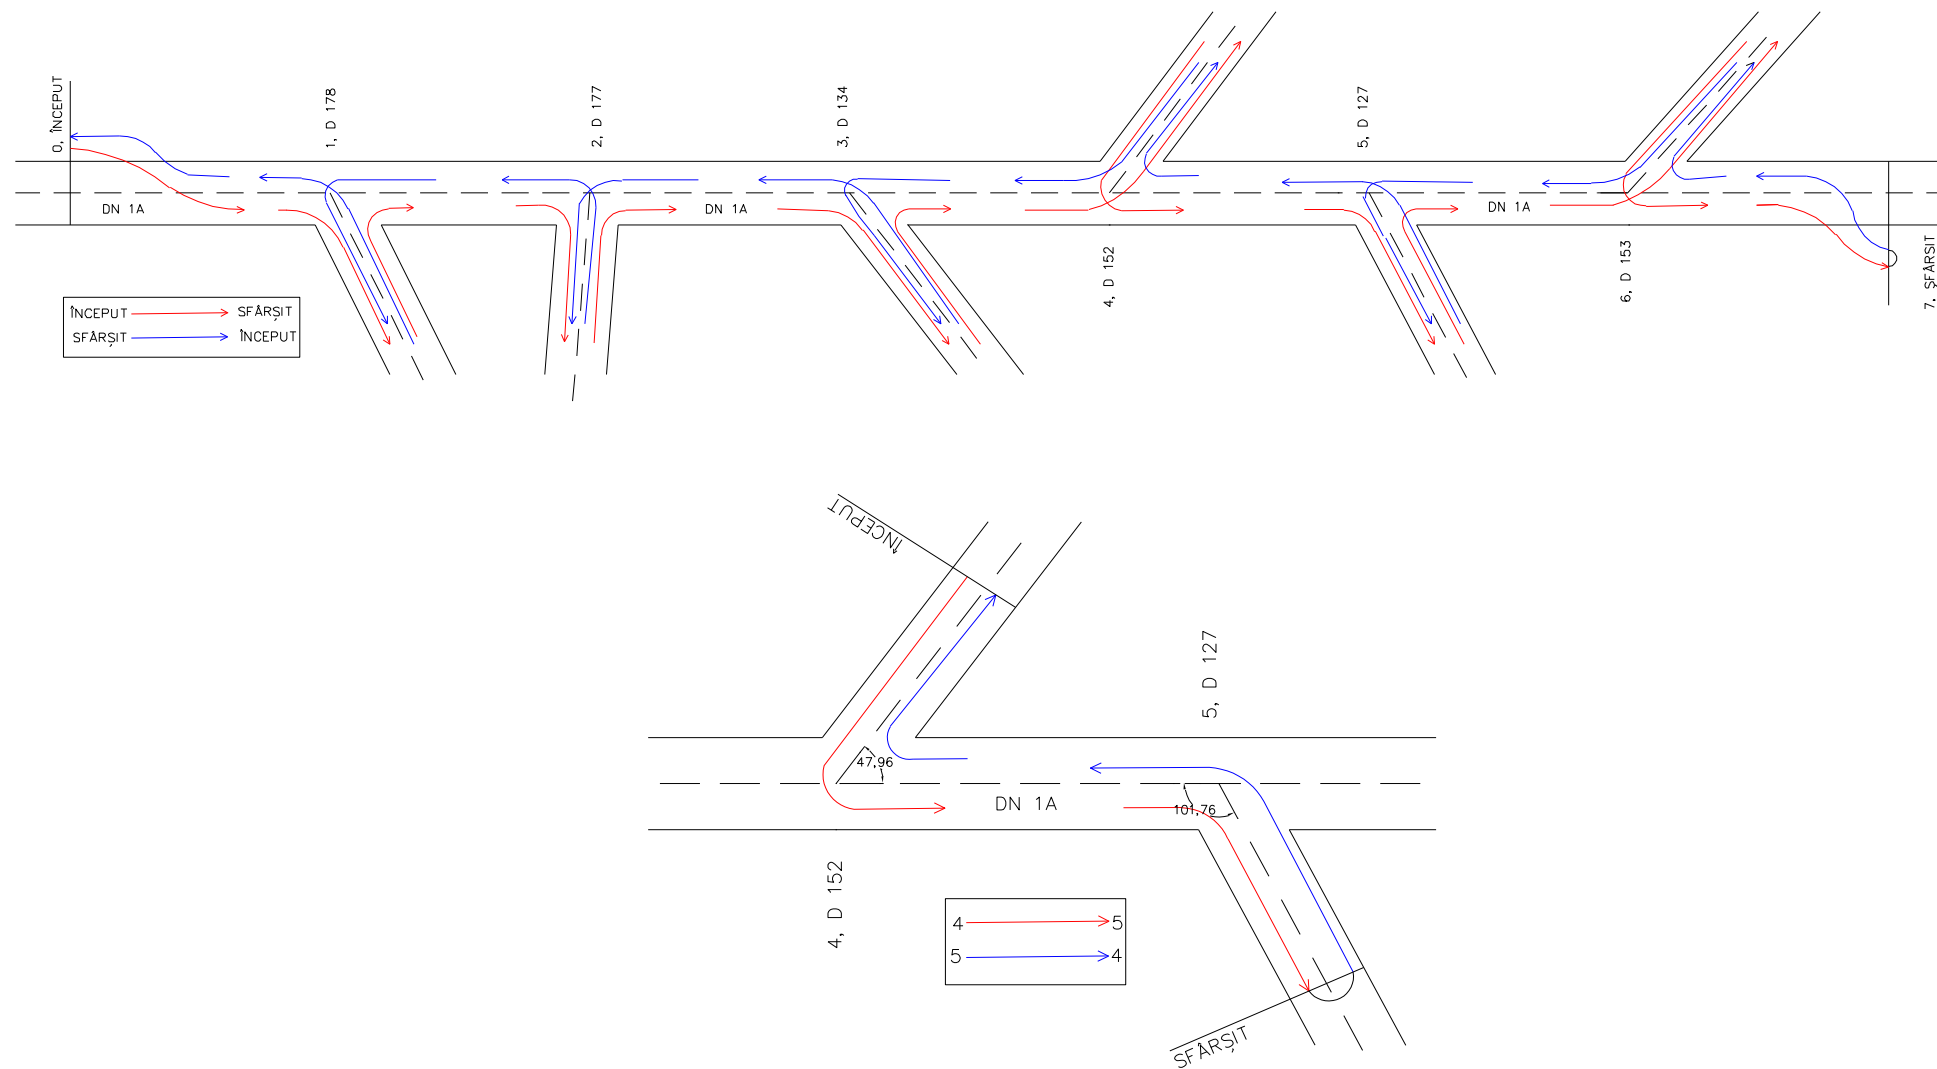 0, ÎNCEPUT
1, D 178
2, D 177
3, D 134
5, D 127
DN 1A
DN 1A
DN 1A
4, D 152
6, D 153
7, SFÂRȘIT
ÎNCEPUT SFÂRȘIT
SFÂRȘIT ÎNCEPUT
ÎNCEPUT
5, D 127
47,96
DN 1A
101,76
4, D 152
4 5
5 4
SFÂRȘIT